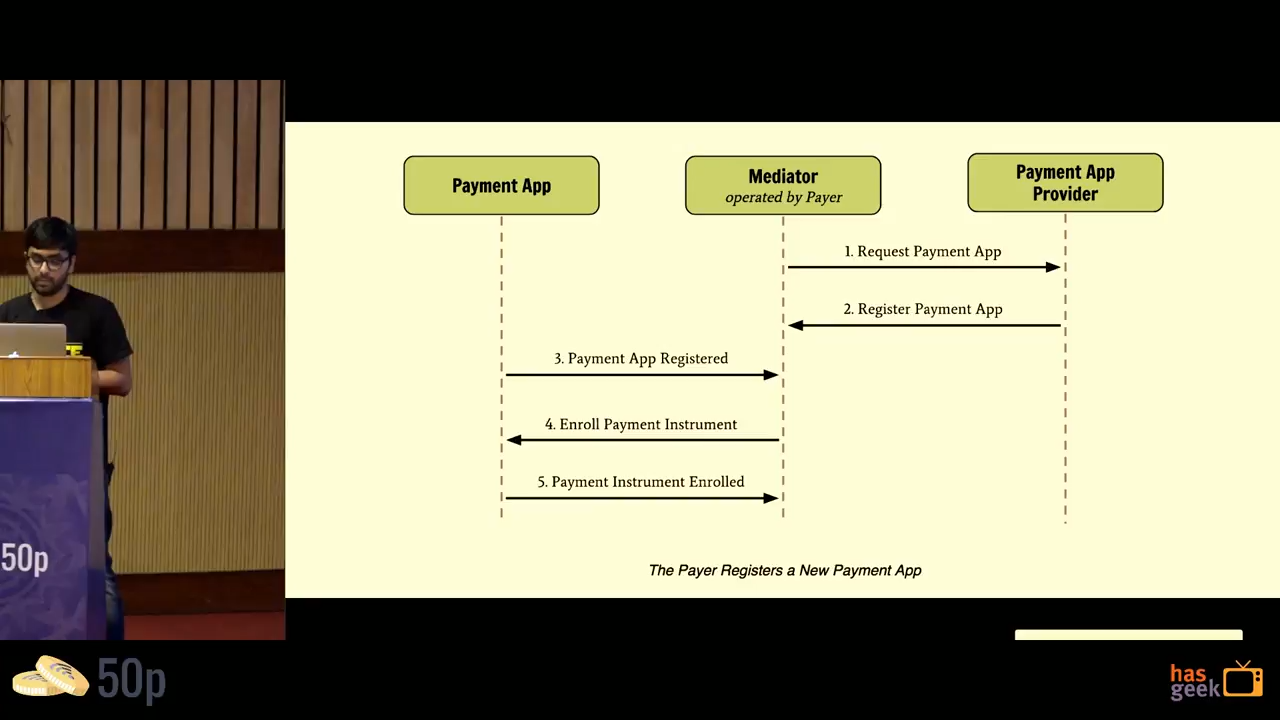 Payment App
Mediator
operated by Payer
Payment App
Provider
1. Request Payment App
2. Register Payment App
3. Payment App Registered
4. Enroll Payment Instrument
5. Payment Instrument Enrolled
The Payer Registers a New Payment App
50p
50p
has
geek